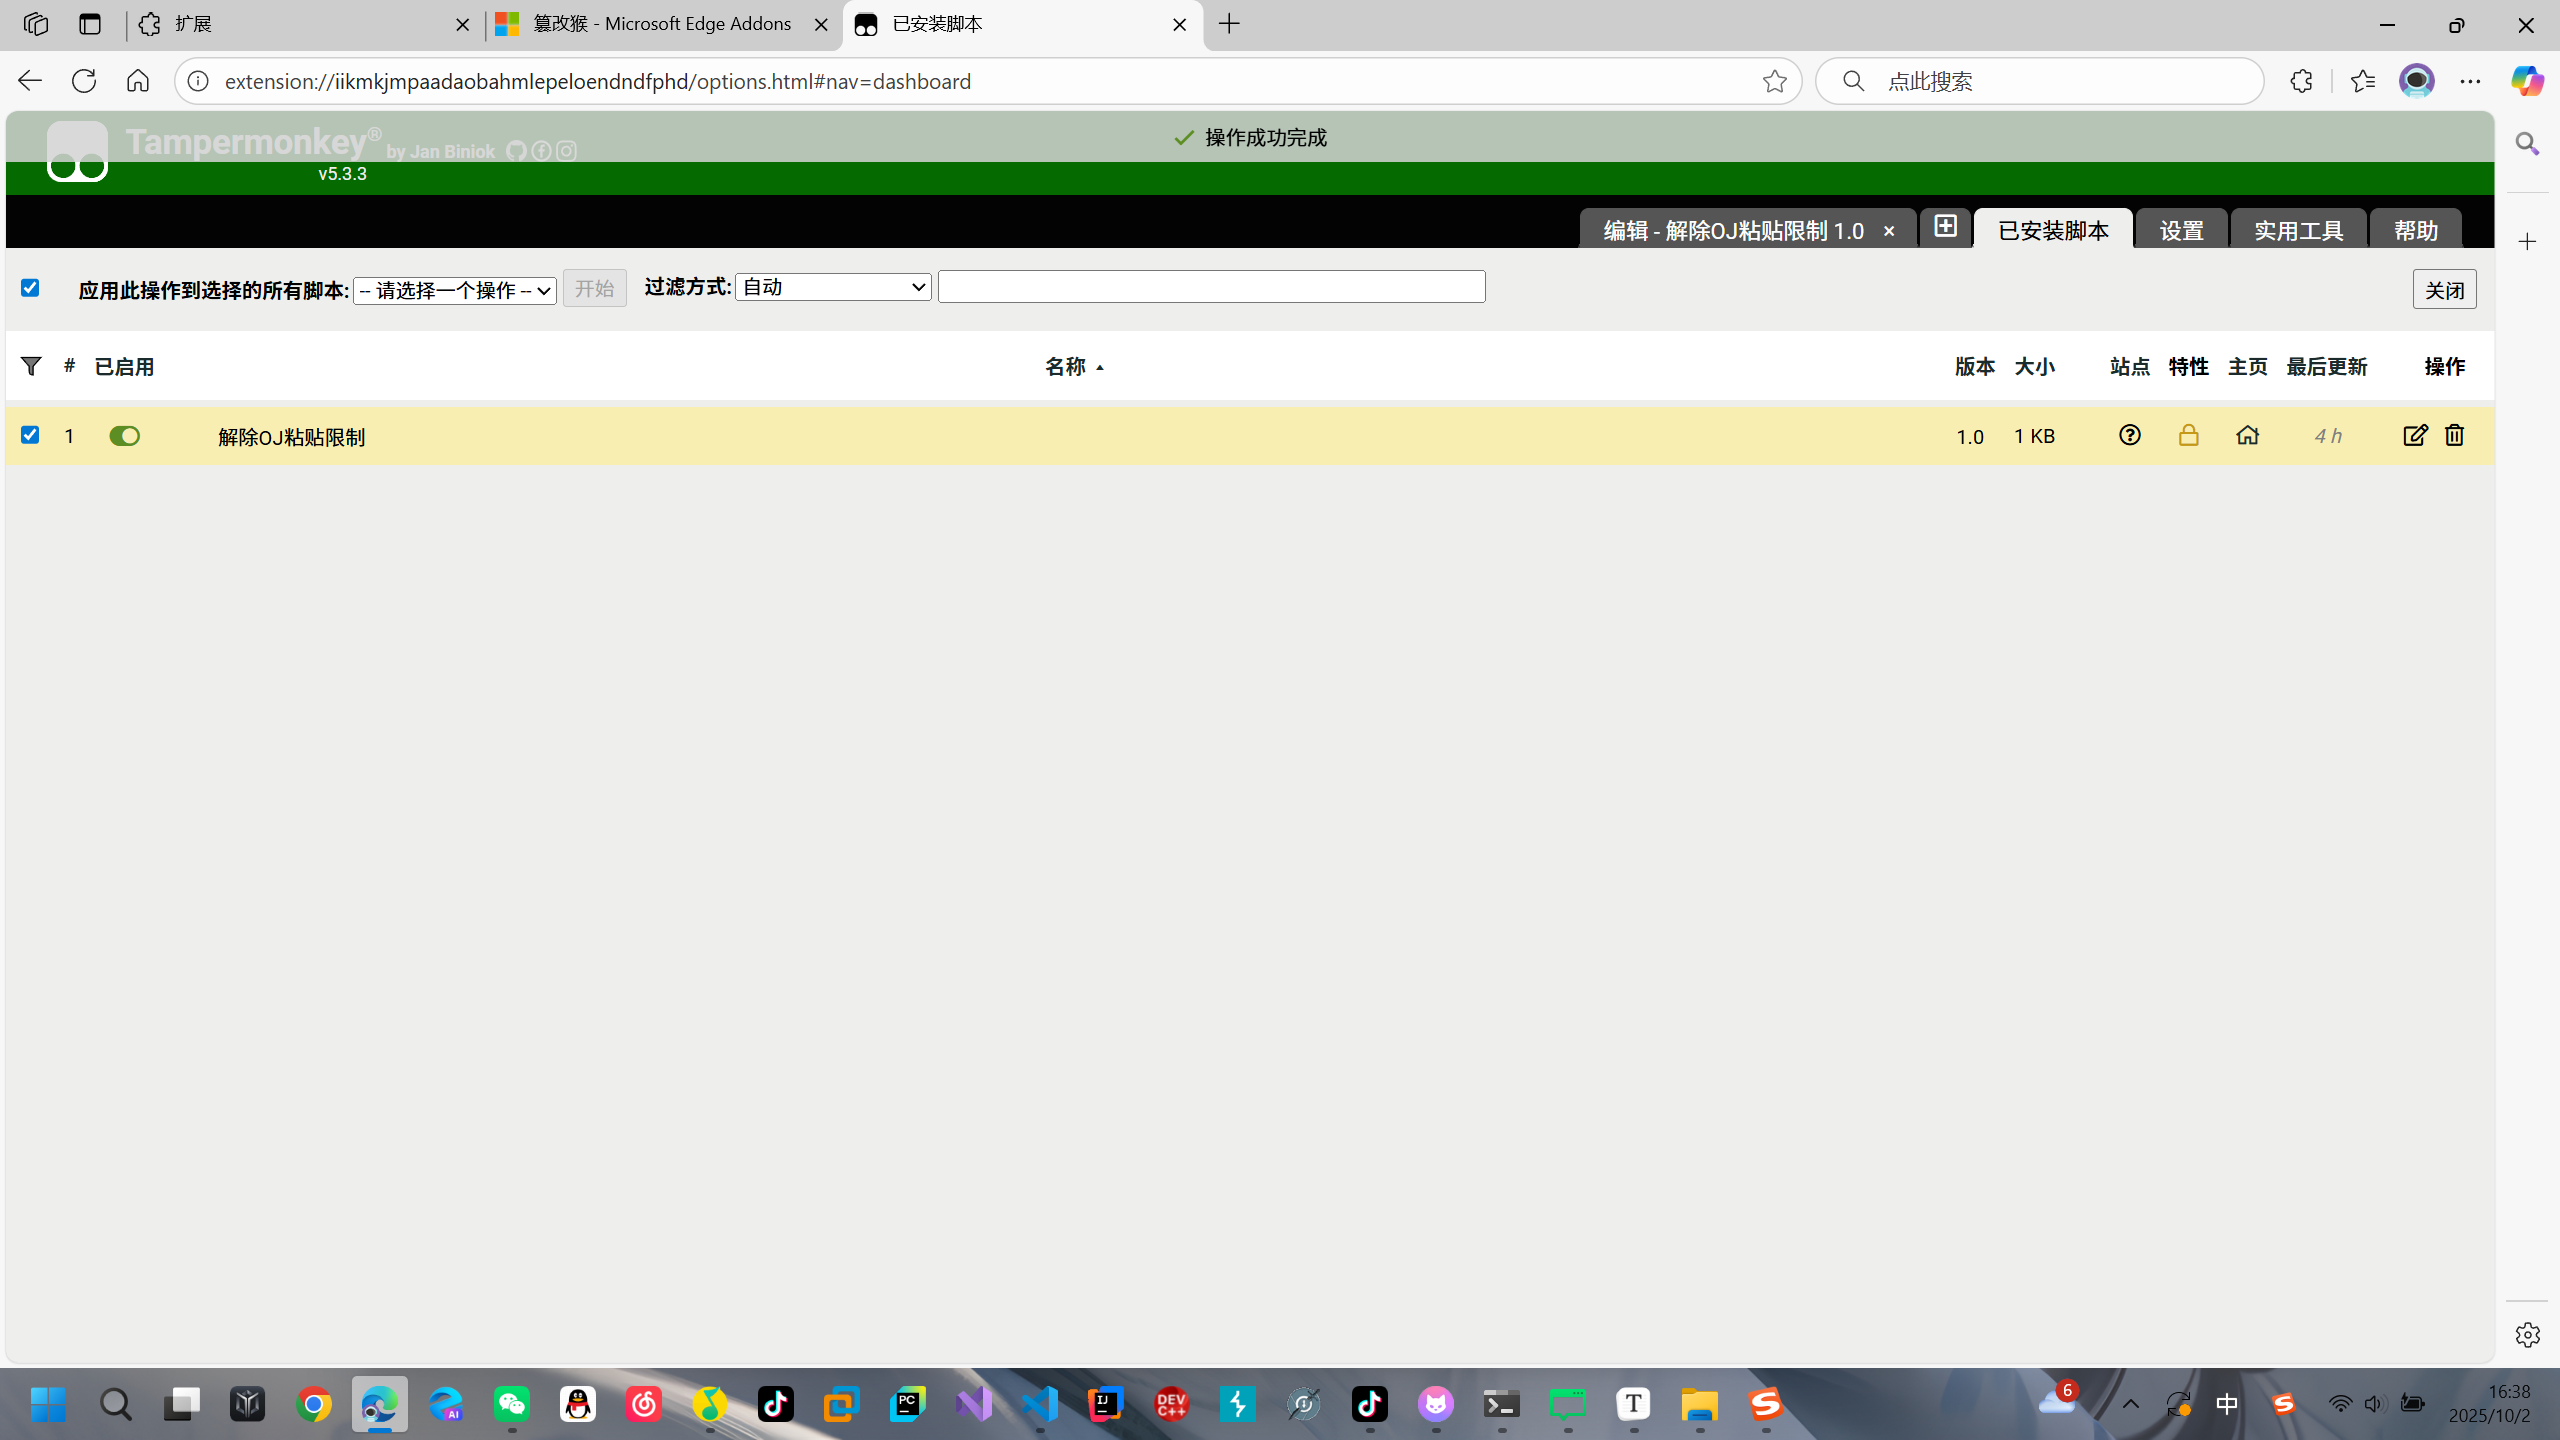 扩展
篡改猴 - Microsoft Edge Addons
已安装脚本
extension://iikmkjmpaadaobahmlepeloendndfphd/options.html#nav=dashboard
点此搜索
Tampermonkey® by Jan Biniok
操作成功完成
v5.3.3
编辑 - 解除OJ粘贴限制 1.0 ×
已安装脚本
设置
实用工具
帮助
应用此操作到选择的所有脚本: -- 请选择一个操作 -- 开始 过滤方式: 自动
关闭
# 已启用 名称 版本 大小 站点 特性 主页 最后更新 操作
1 解除OJ粘贴限制 1.0 1 KB 4 h
AI
PC
IJ
DEV C++
T
6
中
16:38
2025/10/2